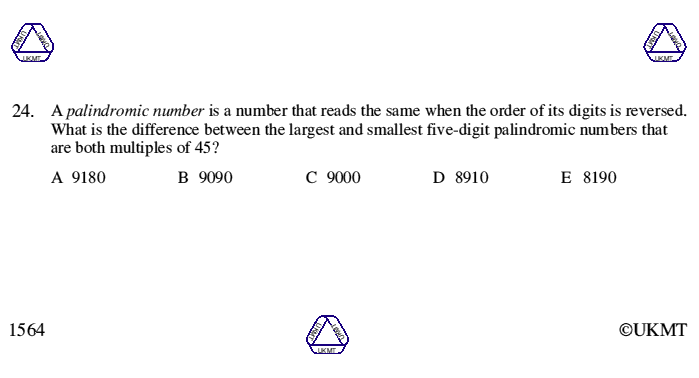 UKMT UKMT UKMT UKMT UKMT UKMT
24. A palindromic number is a number that reads the same when the order of its digits is reversed.
What is the difference between the largest and smallest five-digit palindromic numbers that
are both multiples of 45?
A 9180 B 9090 C 9000 D 8910 E 8190
1564 UKMT UKMT UKMT ©UKMT